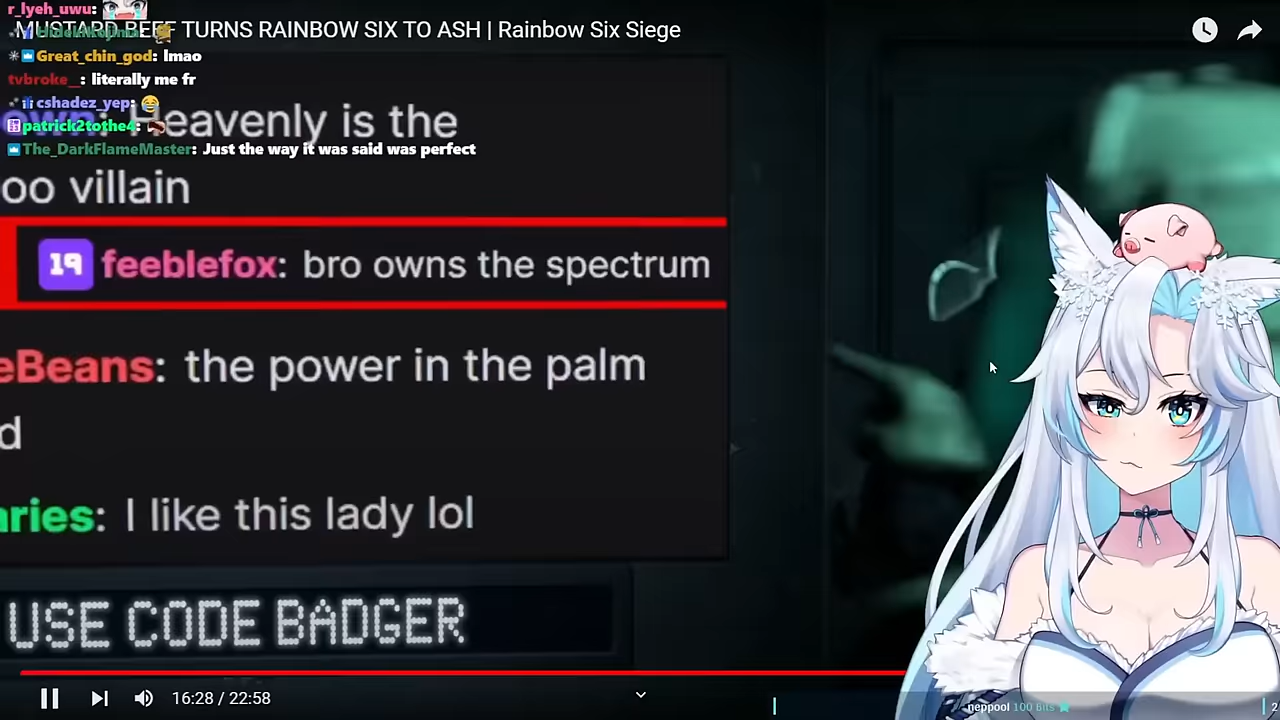 r_lyeh_uwu:
MUSTARD BEEF TURNS RAINBOW SIX TO ASH | Rainbow Six Siege
Great_chin_god: lmao
tvbroke__: literally me fr
cshadez_yep: 😂
Heavenly is the
patrick2tothe4:
The_DarkFlameMaster: Just the way it was said was perfect
oo villain
19 feeblefox: bro owns the spectrum
eBeans: the power in the palm
d
aries: I like this lady lol
USE CODE BADGER
16:28 / 22:58
neppool 100 Bits
2